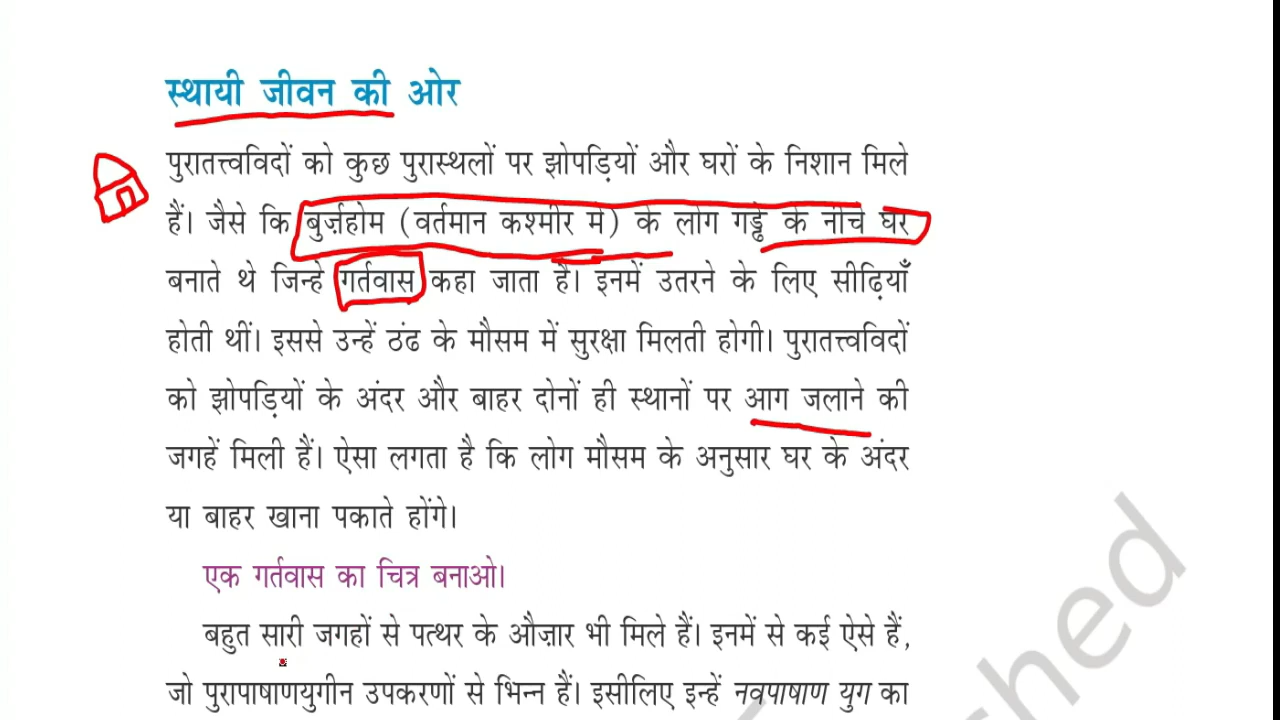 स्थायी जीवन की ओर
पुरातत्त्वविदों को कुछ पुरास्थलों पर झोपड़ियों और घरों के निशान मिले
हैं। जैसे कि बुर्ज़होम (वर्तमान कश्मीर में) के लोग गड्ढे के नीचे घर
बनाते थे जिन्हे गर्तवास कहा जाता है। इनमें उतरने के लिए सीढ़ियाँ
होती थीं। इससे उन्हें ठंढ के मौसम में सुरक्षा मिलती होगी। पुरातत्त्वविदों
को झोपड़ियों के अंदर और बाहर दोनों ही स्थानों पर आग जलाने की
जगहें मिली हैं। ऐसा लगता है कि लोग मौसम के अनुसार घर के अंदर
या बाहर खाना पकाते होंगे।
एक गर्तवास का चित्र बनाओ।
बहुत सारी जगहों से पत्थर के औज़ार भी मिले हैं। इनमें से कई ऐसे हैं,
जो पुरापाषाणयुगीन उपकरणों से भिन्न हैं। इसीलिए इन्हें नवपाषाण युग का
shed